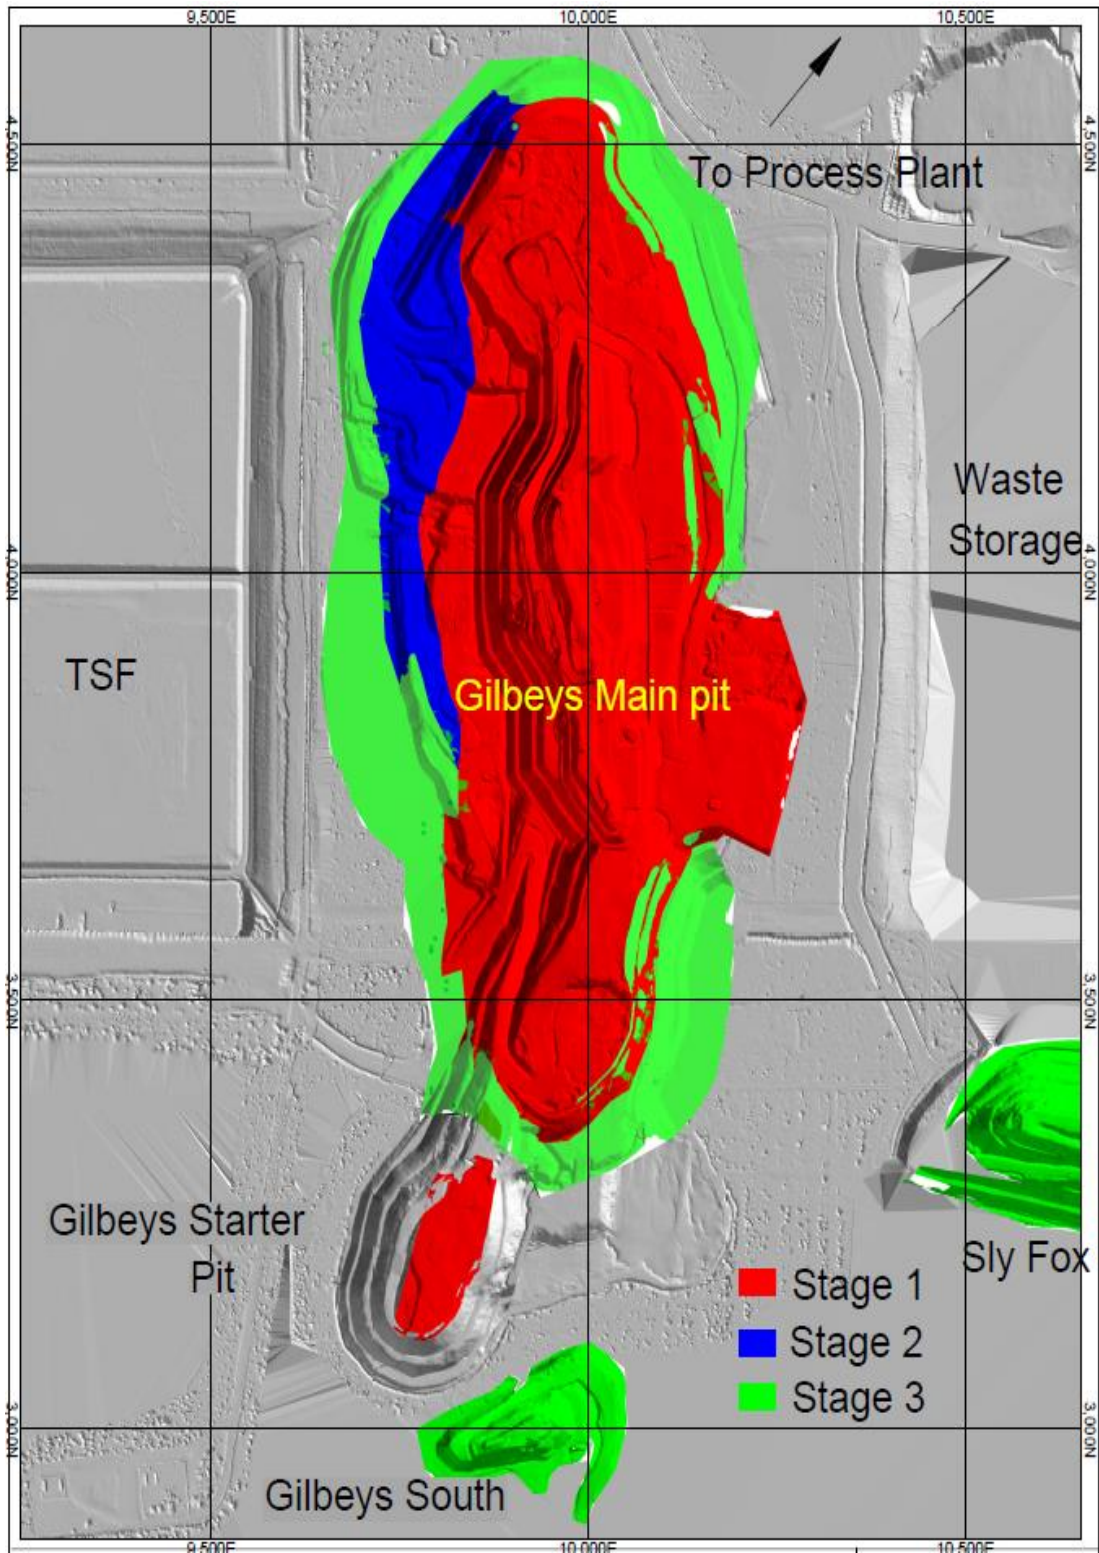 9,500E 10,000E 10,500E
4,500N 4,500N
To Process Plant
Waste
Storage
4,000N 4,000N
TSF
Gilbeys Main pit
3,500N 3,500N
Gilbeys Starter
Pit
Sly Fox
Stage 1
Stage 2
Stage 3
3,000N 3,000N
Gilbeys South
9,500E 10,000E 10,500E